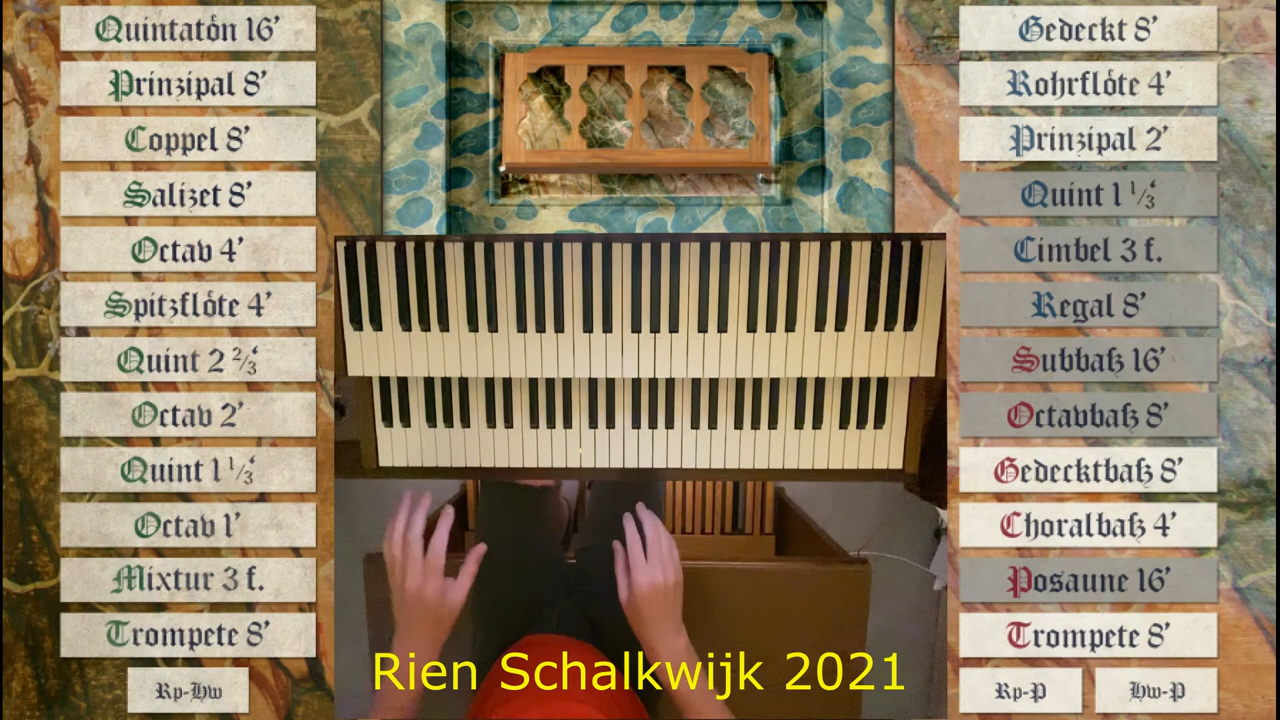 Quintatön 16'
Prinzipal 8'
Coppel 8'
Salizet 8'
Octav 4'
Spitzflöte 4'
Quint 2 ⅔'
Octav 2'
Quint 1 ⅓'
Octav 1'
Mixtur 3 f.
Trompete 8'
Rp-Hw
Gedeckt 8'
Rohrflöte 4'
Prinzipal 2'
Quint 1 ⅓'
Cimbel 3 f.
Regal 8'
Subbaß 16'
Octavbaß 8'
Gedecktbaß 8'
Choralbaß 4'
Posaune 16'
Trompete 8'
Rp-P
Hw-P
Rien Schalkwijk 2021